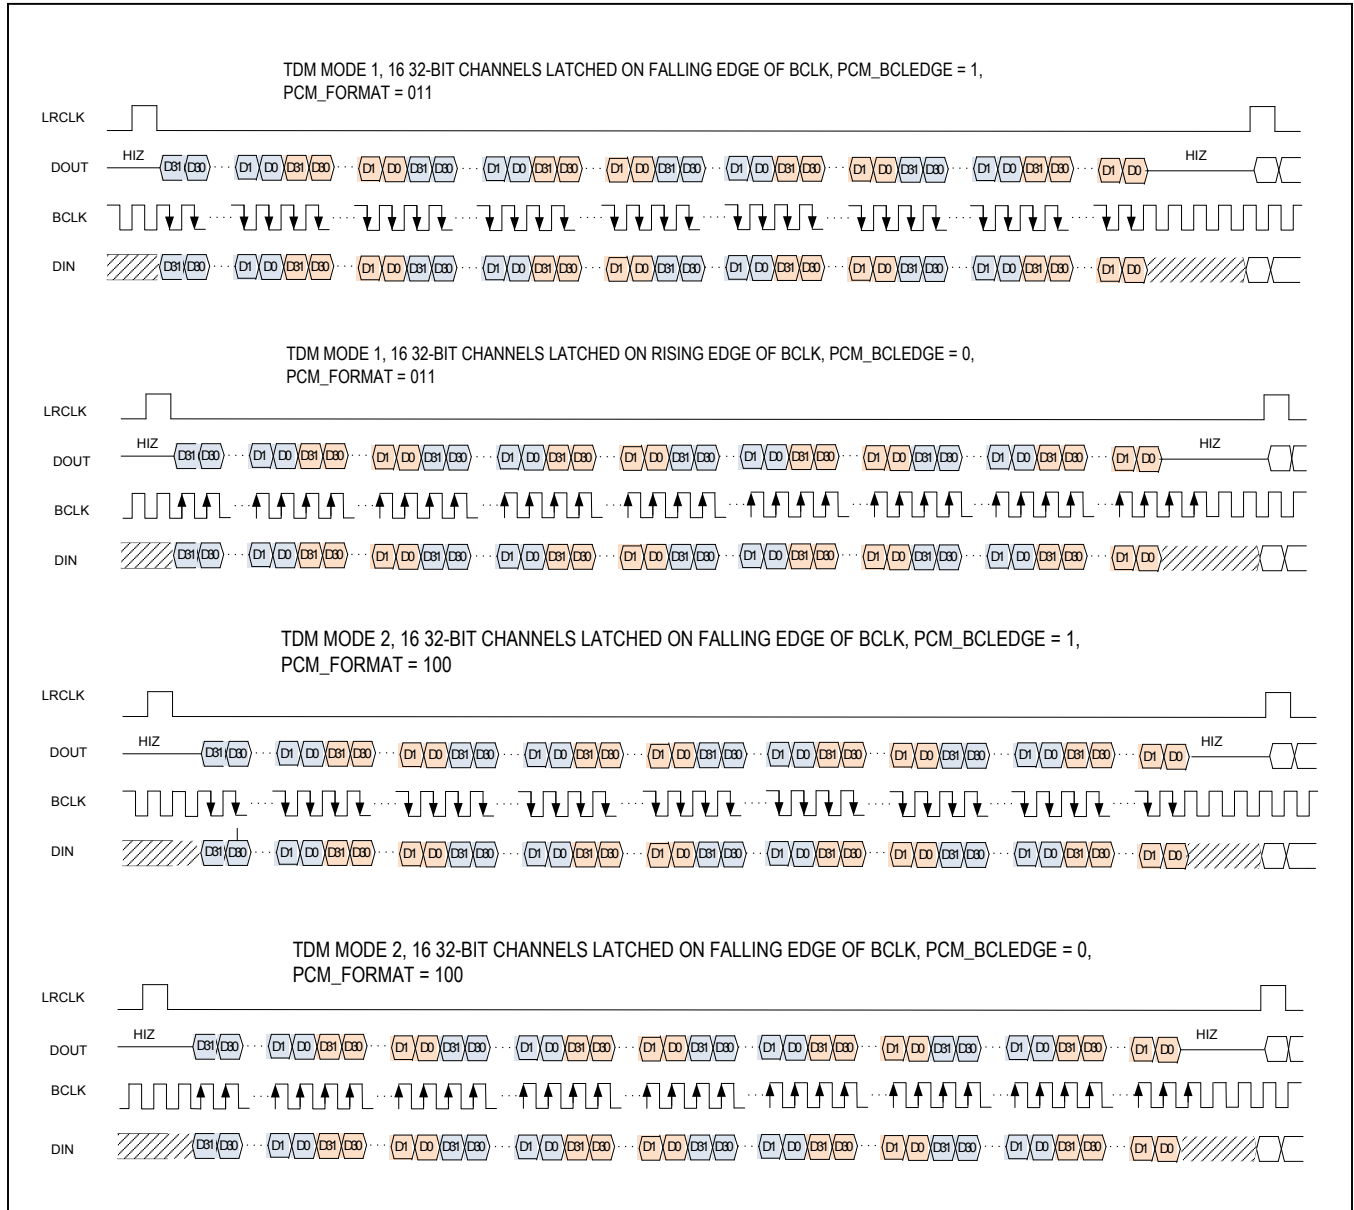 TDM MODE 1, 16 32-BIT CHANNELS LATCHED ON FALLING EDGE OF BCLK, PCM_BCLEDGE = 1,
PCM_FORMAT = 011
LRCLK
HIZ
DOUT D31 D30 D1 D0 D31 D30 D1 D0 D31 D30 D1 D0 D31 D30 D1 D0 D31 D30 D1 D0 D31 D30 D1 D0 D31 D30 D1 D0 D31 D30 D1 D0 HIZ
BCLK
DIN D31 D30 D1 D0 D31 D30 D1 D0 D31 D30 D1 D0 D31 D30 D1 D0 D31 D30 D1 D0 D31 D30 D1 D0 D31 D30 D1 D0 D31 D30 D1 D0
TDM MODE 1, 16 32-BIT CHANNELS LATCHED ON RISING EDGE OF BCLK, PCM_BCLEDGE = 0,
PCM_FORMAT = 011
LRCLK
HIZ
DOUT D31 D30 D1 D0 D31 D30 D1 D0 D31 D30 D1 D0 D31 D30 D1 D0 D31 D30 D1 D0 D31 D30 D1 D0 D31 D30 D1 D0 D31 D30 D1 D0 HIZ
BCLK
DIN D31 D30 D1 D0 D31 D30 D1 D0 D31 D30 D1 D0 D31 D30 D1 D0 D31 D30 D1 D0 D31 D30 D1 D0 D31 D30 D1 D0 D31 D30 D1 D0
TDM MODE 2, 16 32-BIT CHANNELS LATCHED ON FALLING EDGE OF BCLK, PCM_BCLEDGE = 1,
PCM_FORMAT = 100
LRCLK
HIZ
DOUT D31 D30 D1 D0 D31 D30 D1 D0 D31 D30 D1 D0 D31 D30 D1 D0 D31 D30 D1 D0 D31 D30 D1 D0 D31 D30 D1 D0 D31 D30 D1 D0 HIZ
BCLK
DIN D31 D30 D1 D0 D31 D30 D1 D0 D31 D30 D1 D0 D31 D30 D1 D0 D31 D30 D1 D0 D31 D30 D1 D0 D31 D30 D1 D0 D31 D30 D1 D0
TDM MODE 2, 16 32-BIT CHANNELS LATCHED ON FALLING EDGE OF BCLK, PCM_BCLEDGE = 0,
PCM_FORMAT = 100
LRCLK
HIZ
DOUT D31 D30 D1 D0 D31 D30 D1 D0 D31 D30 D1 D0 D31 D30 D1 D0 D31 D30 D1 D0 D31 D30 D1 D0 D31 D30 D1 D0 D31 D30 D1 D0 HIZ
BCLK
DIN D31 D30 D1 D0 D31 D30 D1 D0 D31 D30 D1 D0 D31 D30 D1 D0 D31 D30 D1 D0 D31 D30 D1 D0 D31 D30 D1 D0 D31 D30 D1 D0